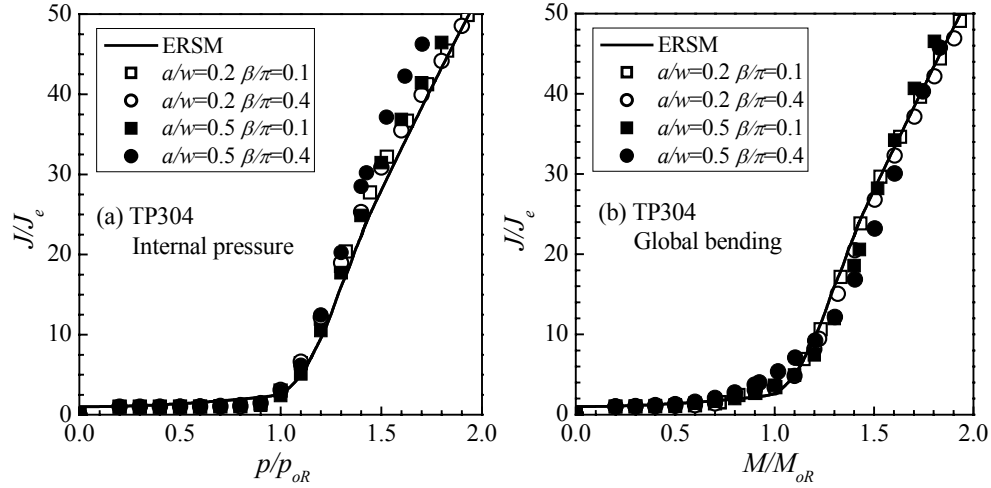 50
40
30
20
10
0
J/Je
ERSM
a/w=0.2 β/π=0.1
a/w=0.2 β/π=0.4
a/w=0.5 β/π=0.1
a/w=0.5 β/π=0.4
(a) TP304
Internal pressure
0.0 0.5 1.0 1.5 2.0
p/poR
50
40
30
20
10
0
J/Je
ERSM
a/w=0.2 β/π=0.1
a/w=0.2 β/π=0.4
a/w=0.5 β/π=0.1
a/w=0.5 β/π=0.4
(b) TP304
Global bending
0.0 0.5 1.0 1.5 2.0
M/MoR